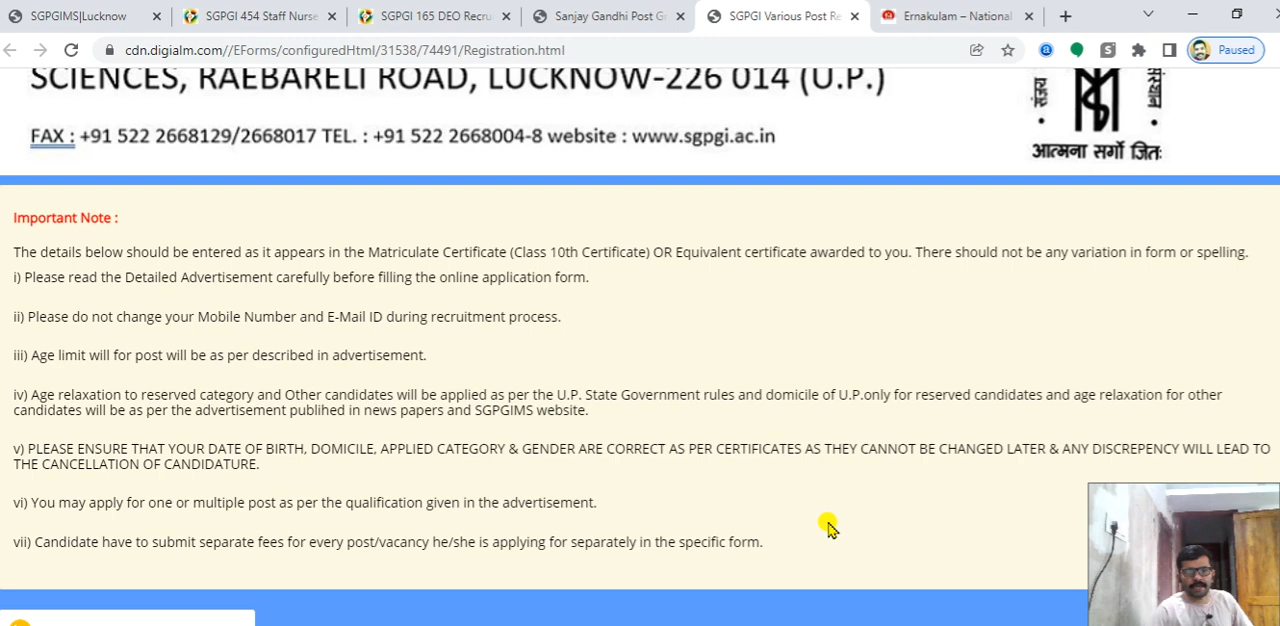 SGPGIMS|Lucknow
SGPGI 454 Staff Nurse
SGPGI 165 DEO Recru
Sanjay Gandhi Post Gr
SGPGI Various Post Re
Ernakulam – National
cdn.digialm.com//EForms/configuredHtml/31538/74491/Registration.html
Paused
SCIENCES, RAEBARELI ROAD, LUCKNOW-226 014 (U.P.)
FAX : +91 522 2668129/2668017 TEL. : +91 522 2668004-8 website : www.sgpgi.ac.in
आत्मना सर्गो जितः
Important Note :
The details below should be entered as it appears in the Matriculate Certificate (Class 10th Certificate) OR Equivalent certificate awarded to you. There should not be any variation in form or spelling.
i) Please read the Detailed Advertisement carefully before filling the online application form.
ii) Please do not change your Mobile Number and E-Mail ID during recruitment process.
iii) Age limit will for post will be as per described in advertisement.
iv) Age relaxation to reserved category and Other candidates will be applied as per the U.P. State Government rules and domicile of U.P.only for reserved candidates and age relaxation for other
candidates will be as per the advertisement publihed in news papers and SGPGIMS website.
v) PLEASE ENSURE THAT YOUR DATE OF BIRTH, DOMICILE, APPLIED CATEGORY & GENDER ARE CORRECT AS PER CERTIFICATES AS THEY CANNOT BE CHANGED LATER & ANY DISCREPENCY WILL LEAD TO
THE CANCELLATION OF CANDIDATURE.
vi) You may apply for one or multiple post as per the qualification given in the advertisement.
vii) Candidate have to submit separate fees for every post/vacancy he/she is applying for separately in the specific form.